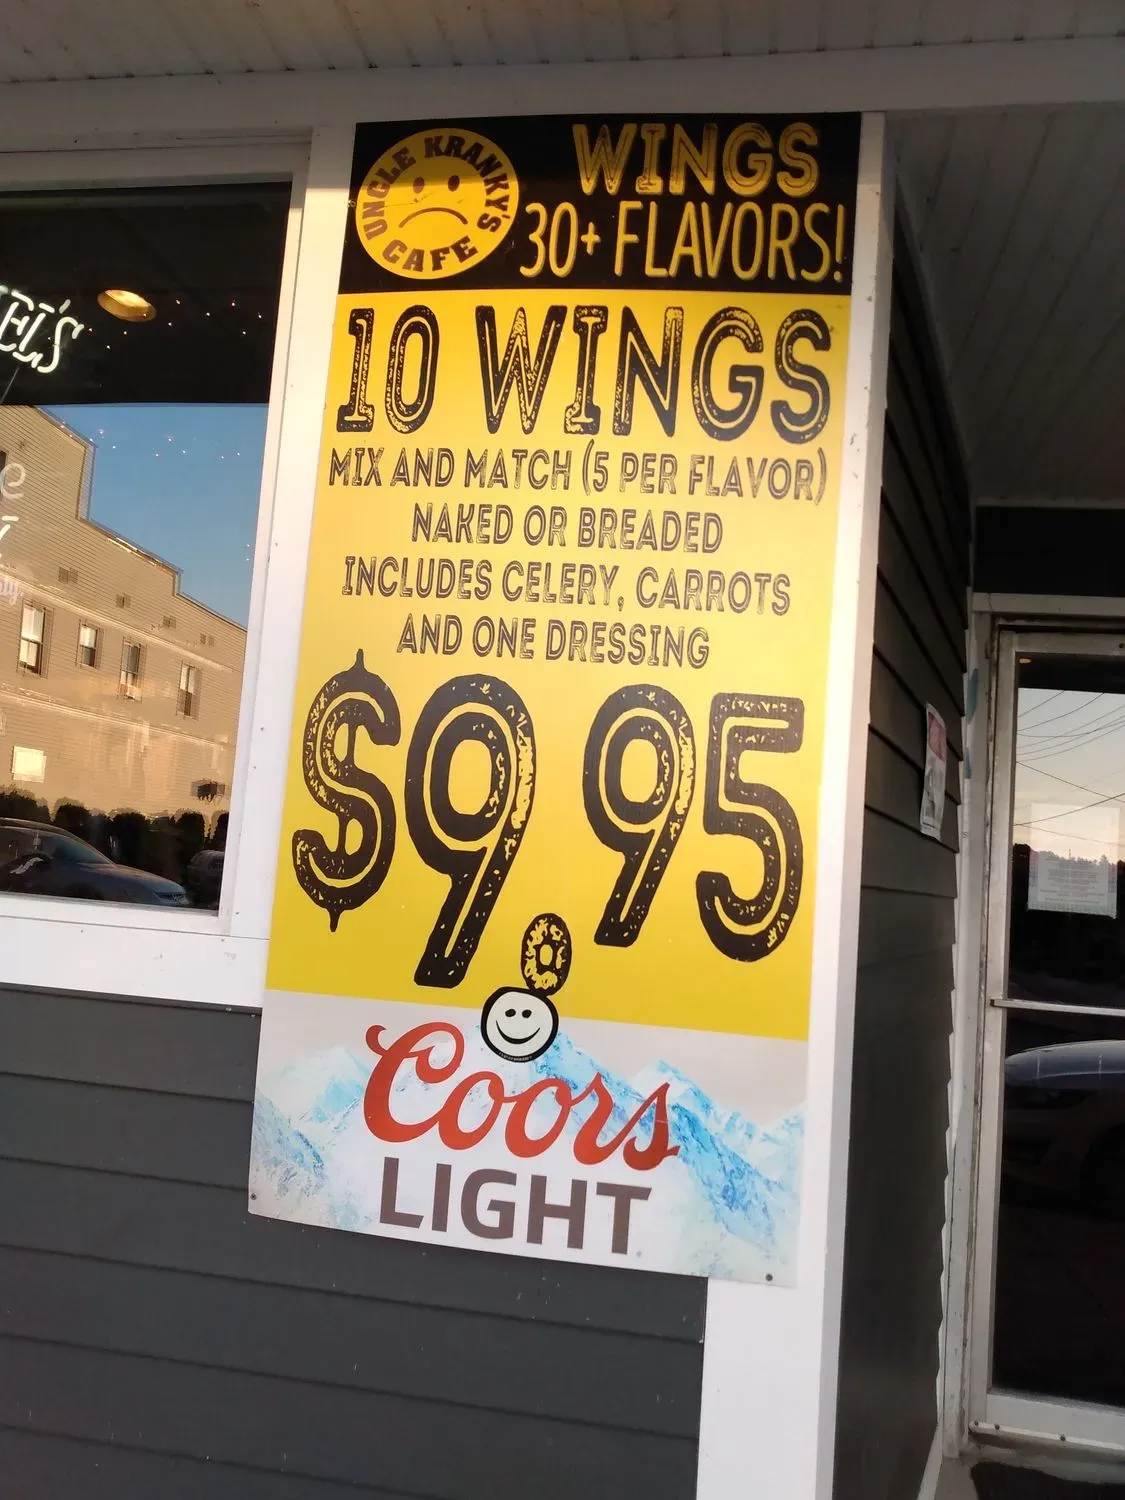 UNCLE KRANKY'S
CAFE
WINGS
30+ FLAVORS!
10 WINGS
MIX AND MATCH (5 PER FLAVOR)
NAKED OR BREADED
INCLUDES CELERY, CARROTS
AND ONE DRESSING
$9.95
Coors
LIGHT